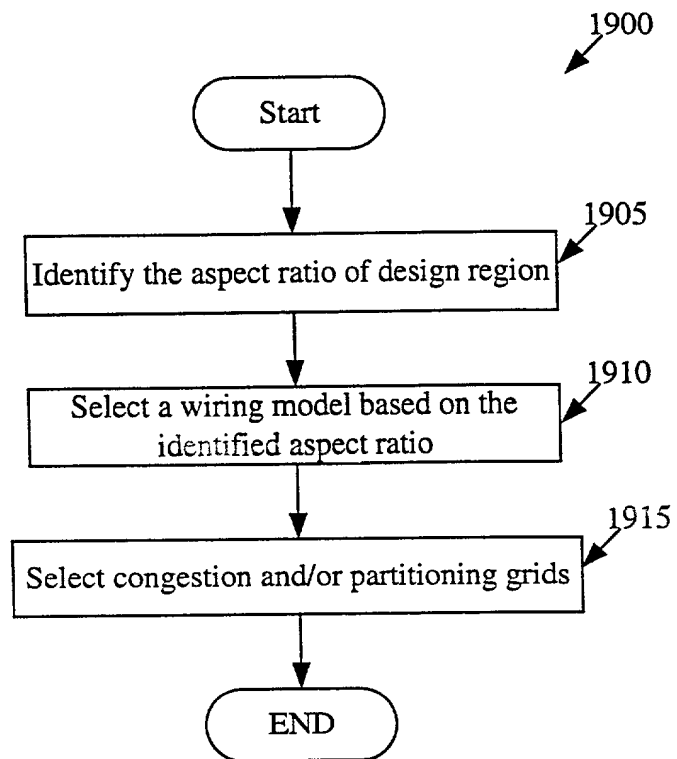 1900
Start
1905
Identify the aspect ratio of design region
1910
Select a wiring model based on the
identified aspect ratio
1915
Select congestion and/or partitioning grids
END